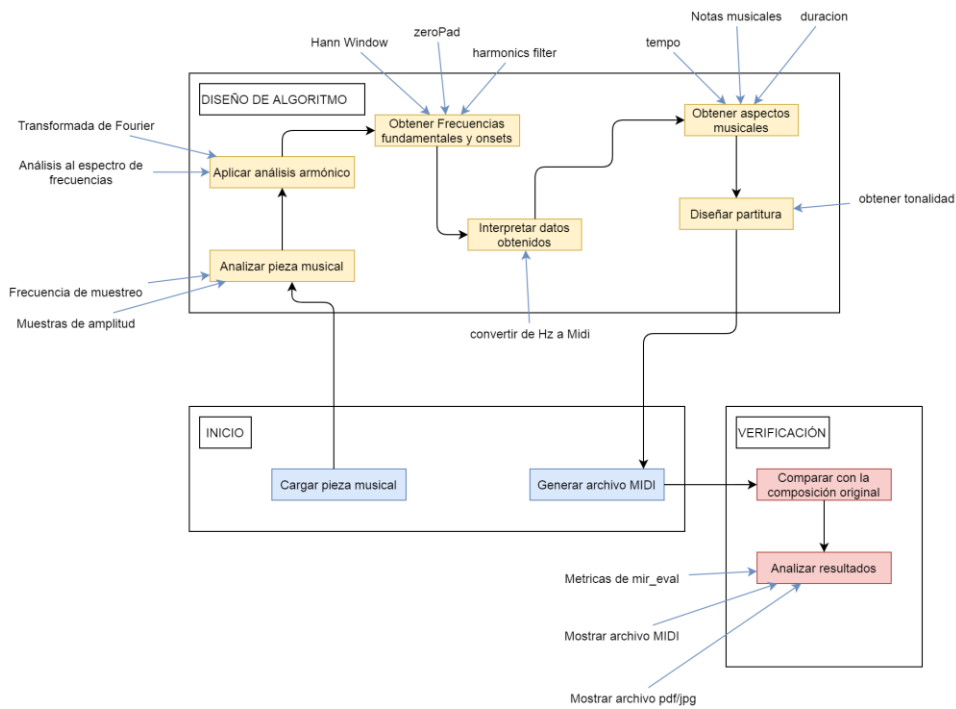 Notas musicales
duracion
zeroPad
Hann Window
harmonics filter
tempo
DISEÑO DE ALGORITMO
Obtener Frecuencias
fundamentales y onsets
Obtener aspectos
musicales
Transformada de Fourier
Análisis al espectro de
frecuencias
Aplicar análisis armónico
obtener tonalidad
Diseñar partitura
Interpretar datos
obtenidos
Analizar pieza musical
Frecuencia de muestreo
Muestras de amplitud
convertir de Hz a Midi
INICIO
VERIFICACIÓN
Cargar pieza musical
Generar archivo MIDI
Comparar con la
composición original
Analizar resultados
Metricas de mir_eval
Mostrar archivo MIDI
Mostrar archivo pdf/jpg